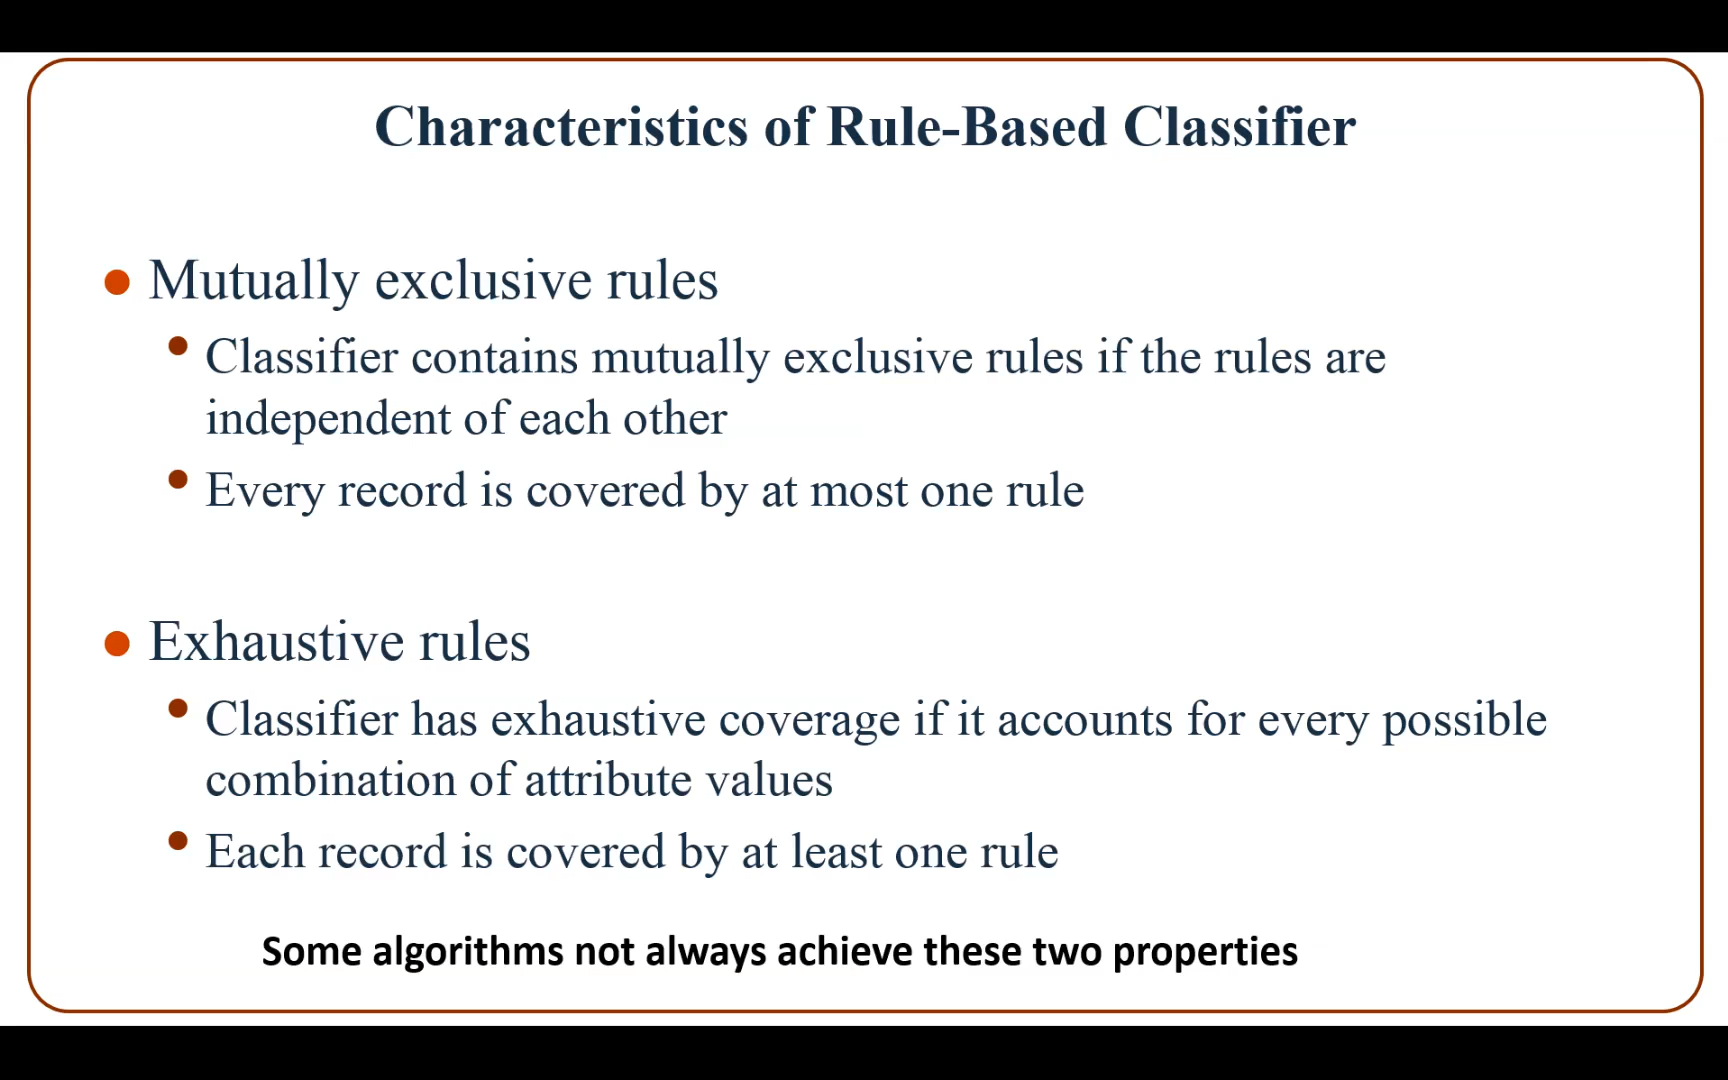 Characteristics of Rule-Based Classifier
Mutually exclusive rules
Classifier contains mutually exclusive rules if the rules are
independent of each other
Every record is covered by at most one rule
Exhaustive rules
Classifier has exhaustive coverage if it accounts for every possible
combination of attribute values
Each record is covered by at least one rule
Some algorithms not always achieve these two properties